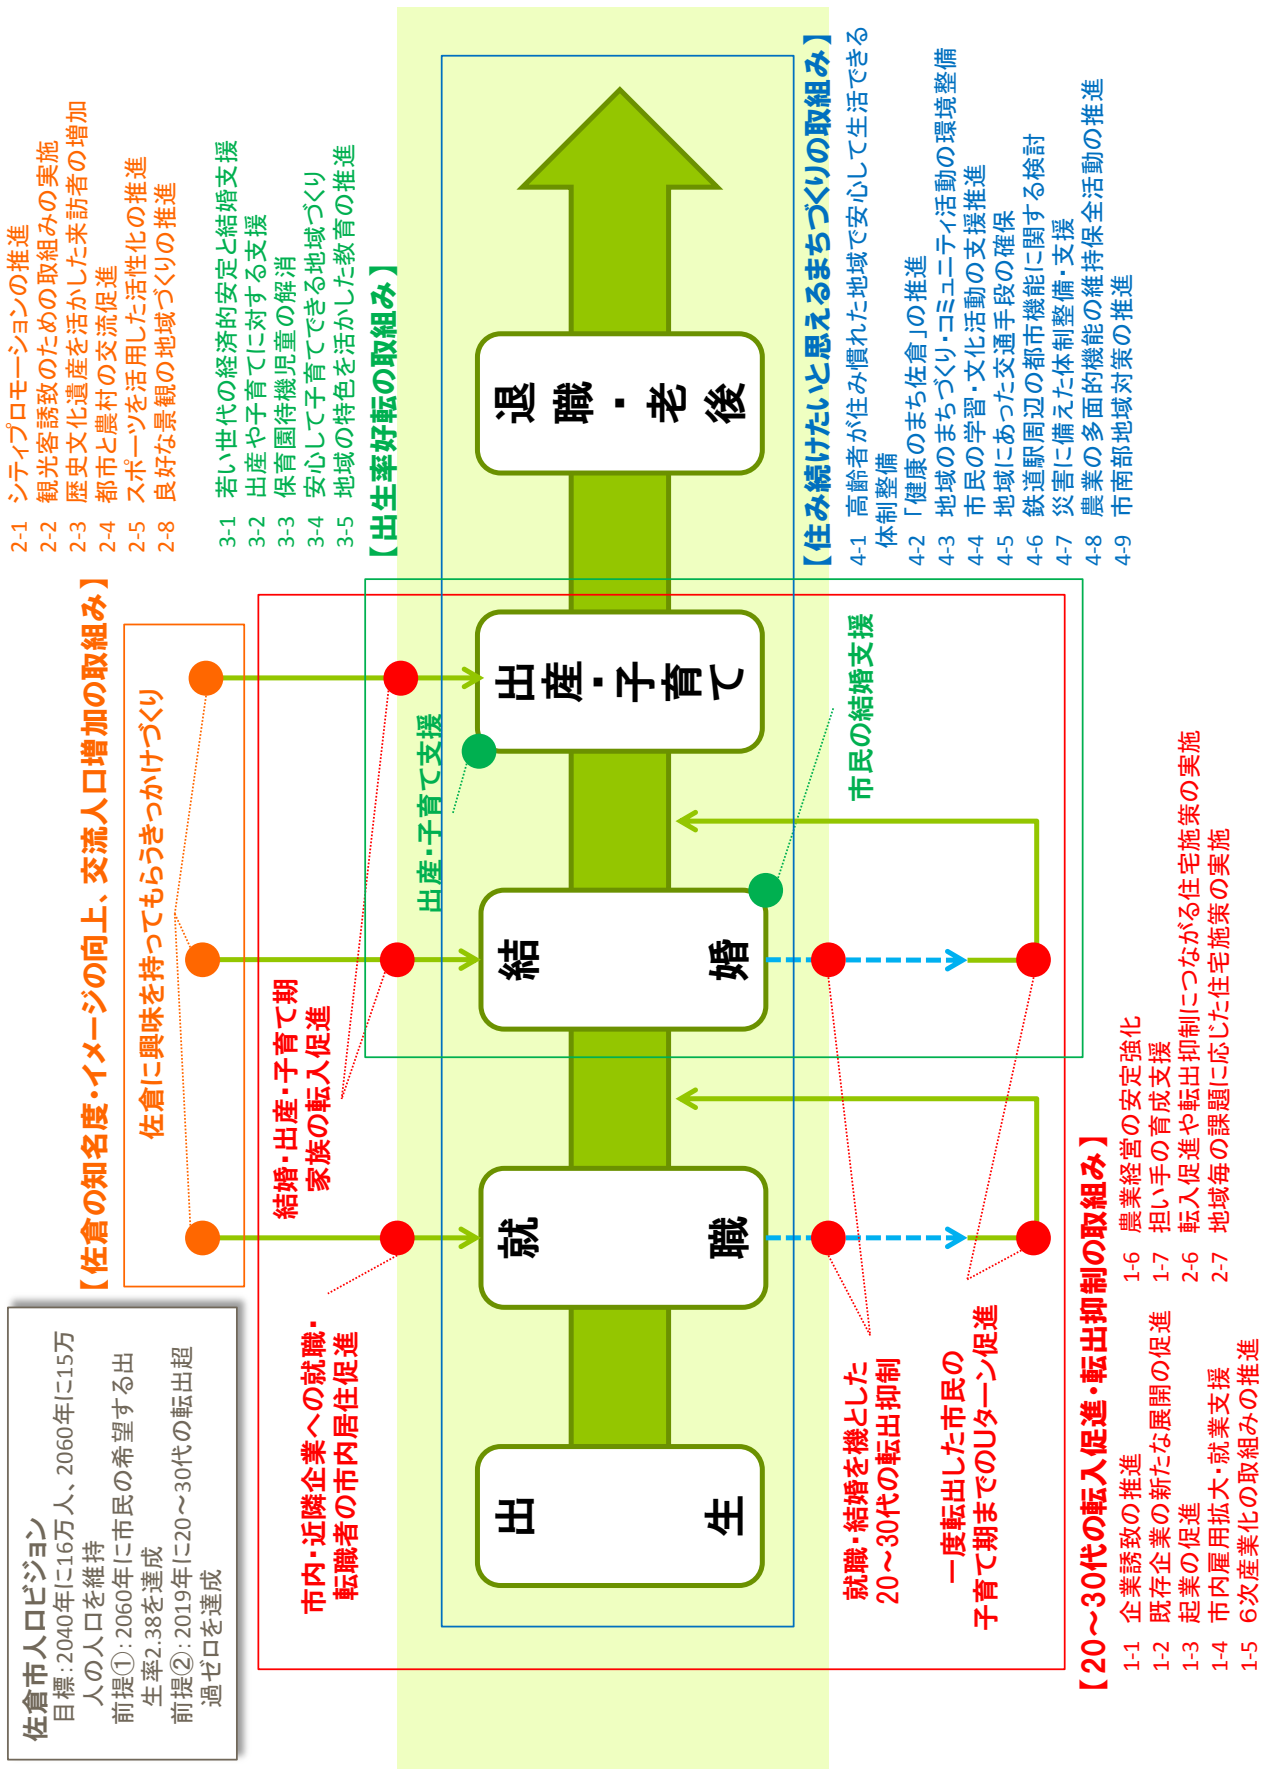 佐倉市人口ビジョン
目標:2040年に16万人、2060年に15万
人の人口を維持
前提①:2060年に市民の希望する出
生率2.38を達成
前提②:2019年に20～30代の転出超
過ゼロを達成
【佐倉の知名度・イメージの向上、交流人口増加の取組み】
2-1 シティプロモーションの推進
2-2 観光客誘致のための取組みの実施
2-3 歴史文化遺産を活かした来訪者の増加
2-4 都市と農村の交流促進
2-5 スポーツを活用した活性化の推進
2-8 良好な景観の地域づくりの推進
佐倉に興味を持ってもらうきっかけづくり
3-1 若い世代の経済的安定と結婚支援
3-2 出産や子育てに対する支援
3-3 保育園待機児童の解消
3-4 安心して子育てできる地域づくり
3-5 地域の特色を活かした教育の推進
【出生率好転の取組み】
結婚・出産・子育て期
家族の転入促進
市内・近隣企業への就職・
転職者の市内居住促進
出産・子育て支援
出生
就職
結婚
出産・子育て
退職・老後
市民の結婚支援
就職・結婚を機とした
20～30代の転出抑制
一度転出した市民の
子育て期までのUターン促進
【住み続けたいと思えるまちづくりの取組み】
4-1 高齢者が住み慣れた地域で安心して生活できる
体制整備
4-2 「健康のまち佐倉」の推進
4-3 地域のまちづくり・コミュニティ活動の環境整備
4-4 市民の学習・文化活動の支援推進
4-5 地域にあった交通手段の確保
4-6 鉄道駅周辺の都市機能に関する検討
4-7 災害に備えた体制整備・支援
4-8 農業の多面的機能の維持保全活動の推進
4-9 市南部地域対策の推進
【20～30代の転入促進・転出抑制の取組み】
1-1 企業誘致の推進
1-2 既存企業の新たな展開の促進
1-3 起業の促進
1-4 市内雇用拡大・就業支援
1-5 6次産業化の取組みの推進
1-6 農業経営の安定強化
1-7 担い手の育成支援
2-6 転入促進や転出抑制につながる住宅施策の実施
2-7 地域毎の課題に応じた住宅施策の実施